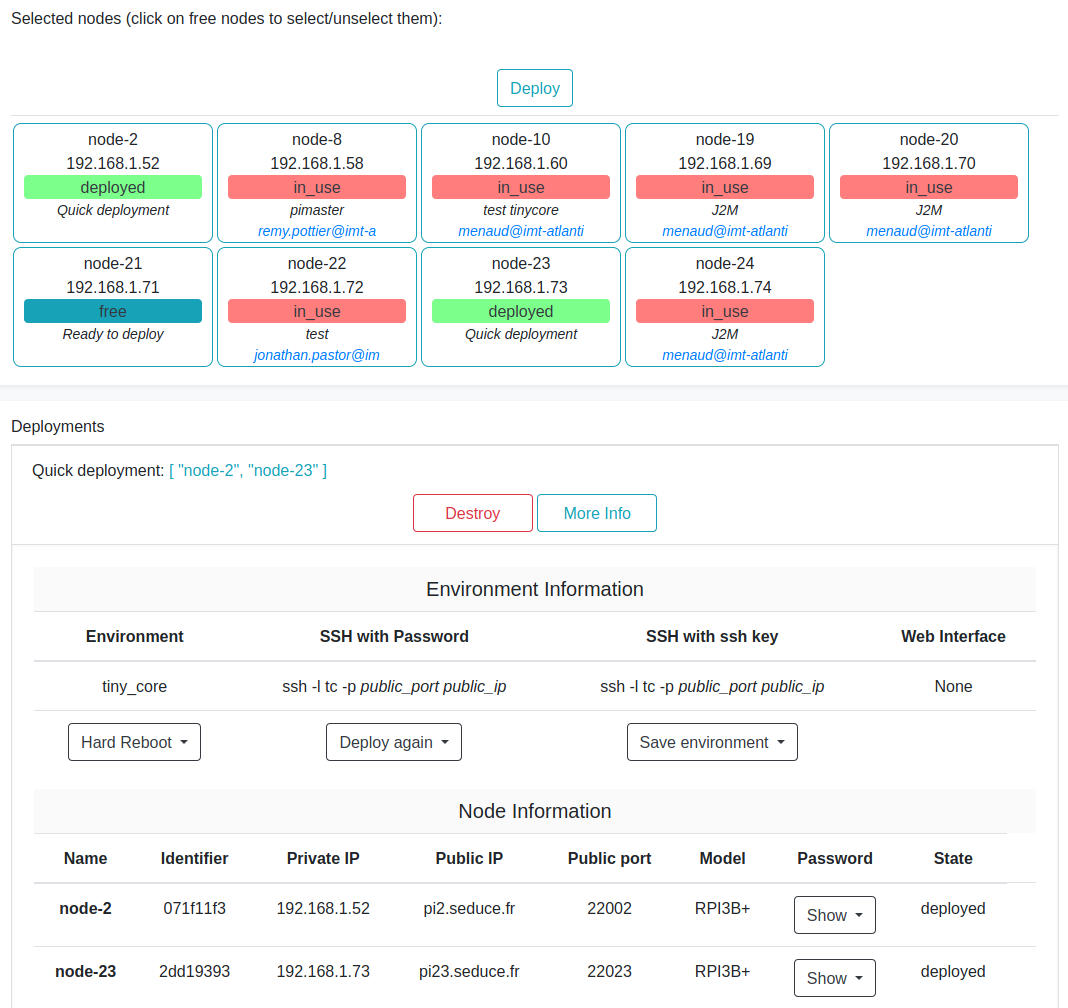 Selected nodes (click on free nodes to select/unselect them):
Deploy
node-2 node-8 node-10 node-19 node-20
192.168.1.52 192.168.1.58 192.168.1.60 192.168.1.69 192.168.1.70
deployed in_use in_use in_use in_use
Quick deployment pimaster test tinycore J2M J2M
remy.pottier@imt-a menaud@imt-atlanti menaud@imt-atlanti menaud@imt-atlanti
node-21 node-22 node-23 node-24
192.168.1.71 192.168.1.72 192.168.1.73 192.168.1.74
free in_use deployed in_use
Ready to deploy test Quick deployment J2M
jonathan.pastor@im menaud@imt-atlanti
Deployments
Quick deployment: [ "node-2", "node-23" ]
Destroy More Info
Environment Information
Environment SSH with Password SSH with ssh key Web Interface
tiny_core ssh -l tc -p public_port public_ip ssh -l tc -p public_port public_ip None
Hard Reboot Deploy again Save environment
Node Information
Name Identifier Private IP Public IP Public port Model Password State
node-2 071f11f3 192.168.1.52 pi2.seduce.fr 22002 RPI3B+ Show deployed
node-23 2dd19393 192.168.1.73 pi23.seduce.fr 22023 RPI3B+ Show deployed